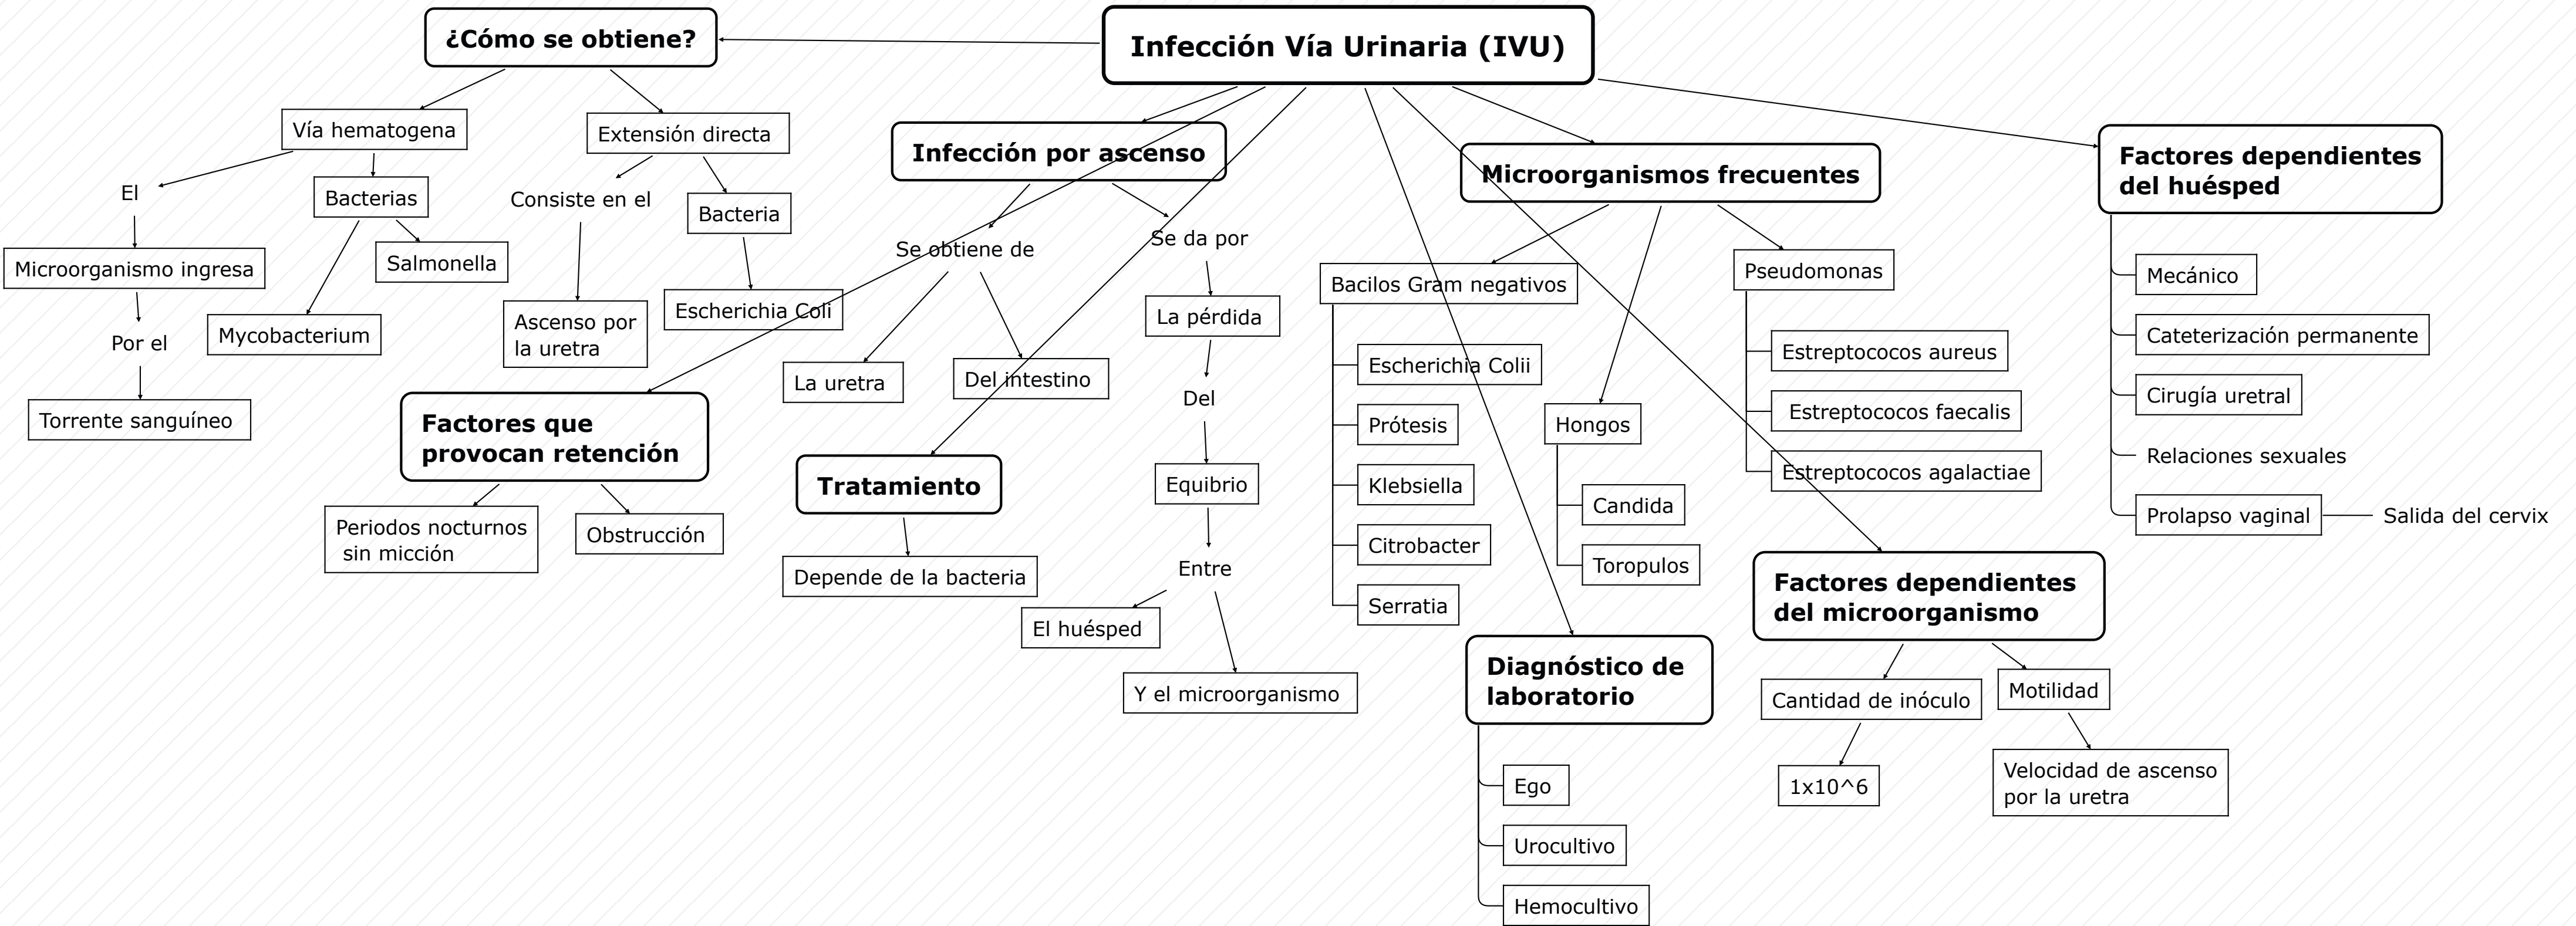 Infección Vía Urinaria (IVU)
¿Cómo se obtiene?
Vía hematogena
El
Microorganismo ingresa
Por el
Torrente sanguíneo
Bacterias
Mycobacterium
Salmonella
Extensión directa
Consiste en el
Ascenso por
la uretra
Bacteria
Escherichia Coli
Factores que
provocan retención
Periodos nocturnos
sin micción
Obstrucción
Infección por ascenso
Se obtiene de
La uretra
Del intestino
Se da por
La pérdida
Del
Equibrio
Entre
El huésped
Y el microorganismo
Tratamiento
Depende de la bacteria
Microorganismos frecuentes
Bacilos Gram negativos
Escherichia Colii
Prótesis
Klebsiella
Citrobacter
Serratia
Hongos
Candida
Toropulos
Pseudomonas
Estreptococos aureus
Estreptococos faecalis
Estreptococos agalactiae
Diagnóstico de
laboratorio
Ego
Urocultivo
Hemocultivo
Factores dependientes
del microorganismo
Cantidad de inóculo
1x10^6
Motilidad
Velocidad de ascenso
por la uretra
Factores dependientes
del huésped
Mecánico
Cateterización permanente
Cirugía uretral
Relaciones sexuales
Prolapso vaginal
Salida del cervix